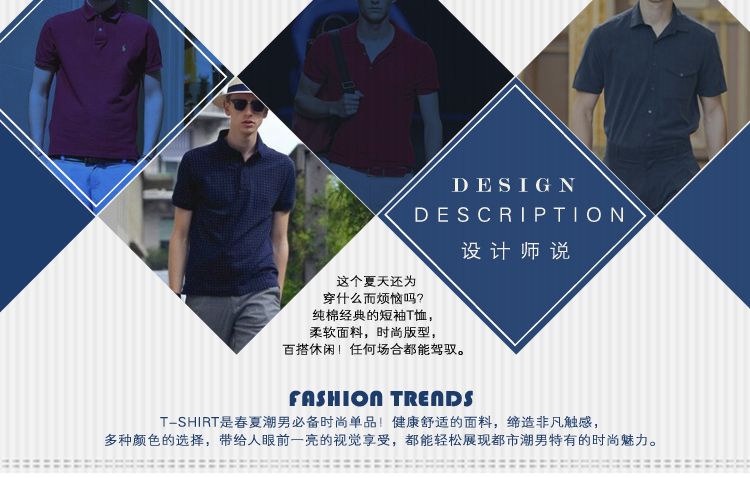 DESIGN
DESCRIPTION
设计师说
这个夏天还为
穿什么而烦恼吗?
纯棉经典的短袖T恤,
柔软面料，时尚版型，
百搭休闲！任何场合都能驾驭。
FASHION TRENDS
T-SHIRT是春夏潮男必备时尚单品！健康舒适的面料，缔造非凡触感，
多种颜色的选择，带给人眼前一亮的视觉享受，都能轻松展现都市潮男特有的时尚魅力。